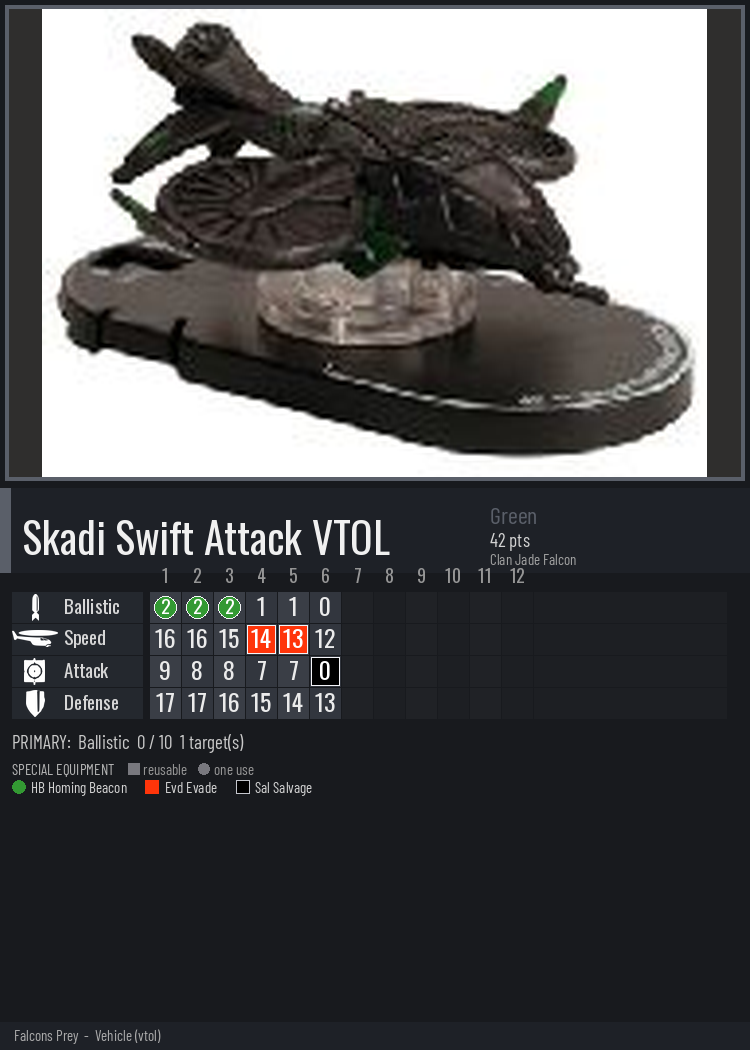 Skadi Swift Attack VTOL
Green
42 pts
Clan Jade Falcon
1 2 3 4 5 6 7 8 9 10 11 12
Ballistic 2 2 2 1 1 0
Speed 16 16 15 14 13 12
Attack 9 8 8 7 7 0
Defense 17 17 16 15 14 13
PRIMARY: Ballistic 0 / 10 1 target(s)
SPECIAL EQUIPMENT reusable one use
HB Homing Beacon Evd Evade Sal Salvage
Falcons Prey - Vehicle (vtol)